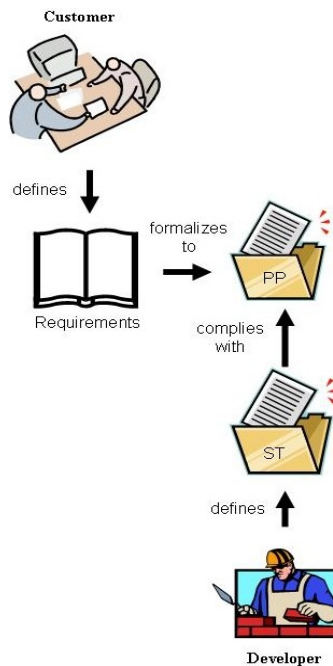 Customer
defines
formalizes
to
PP
Requirements
complies
with
ST
defines
Developer